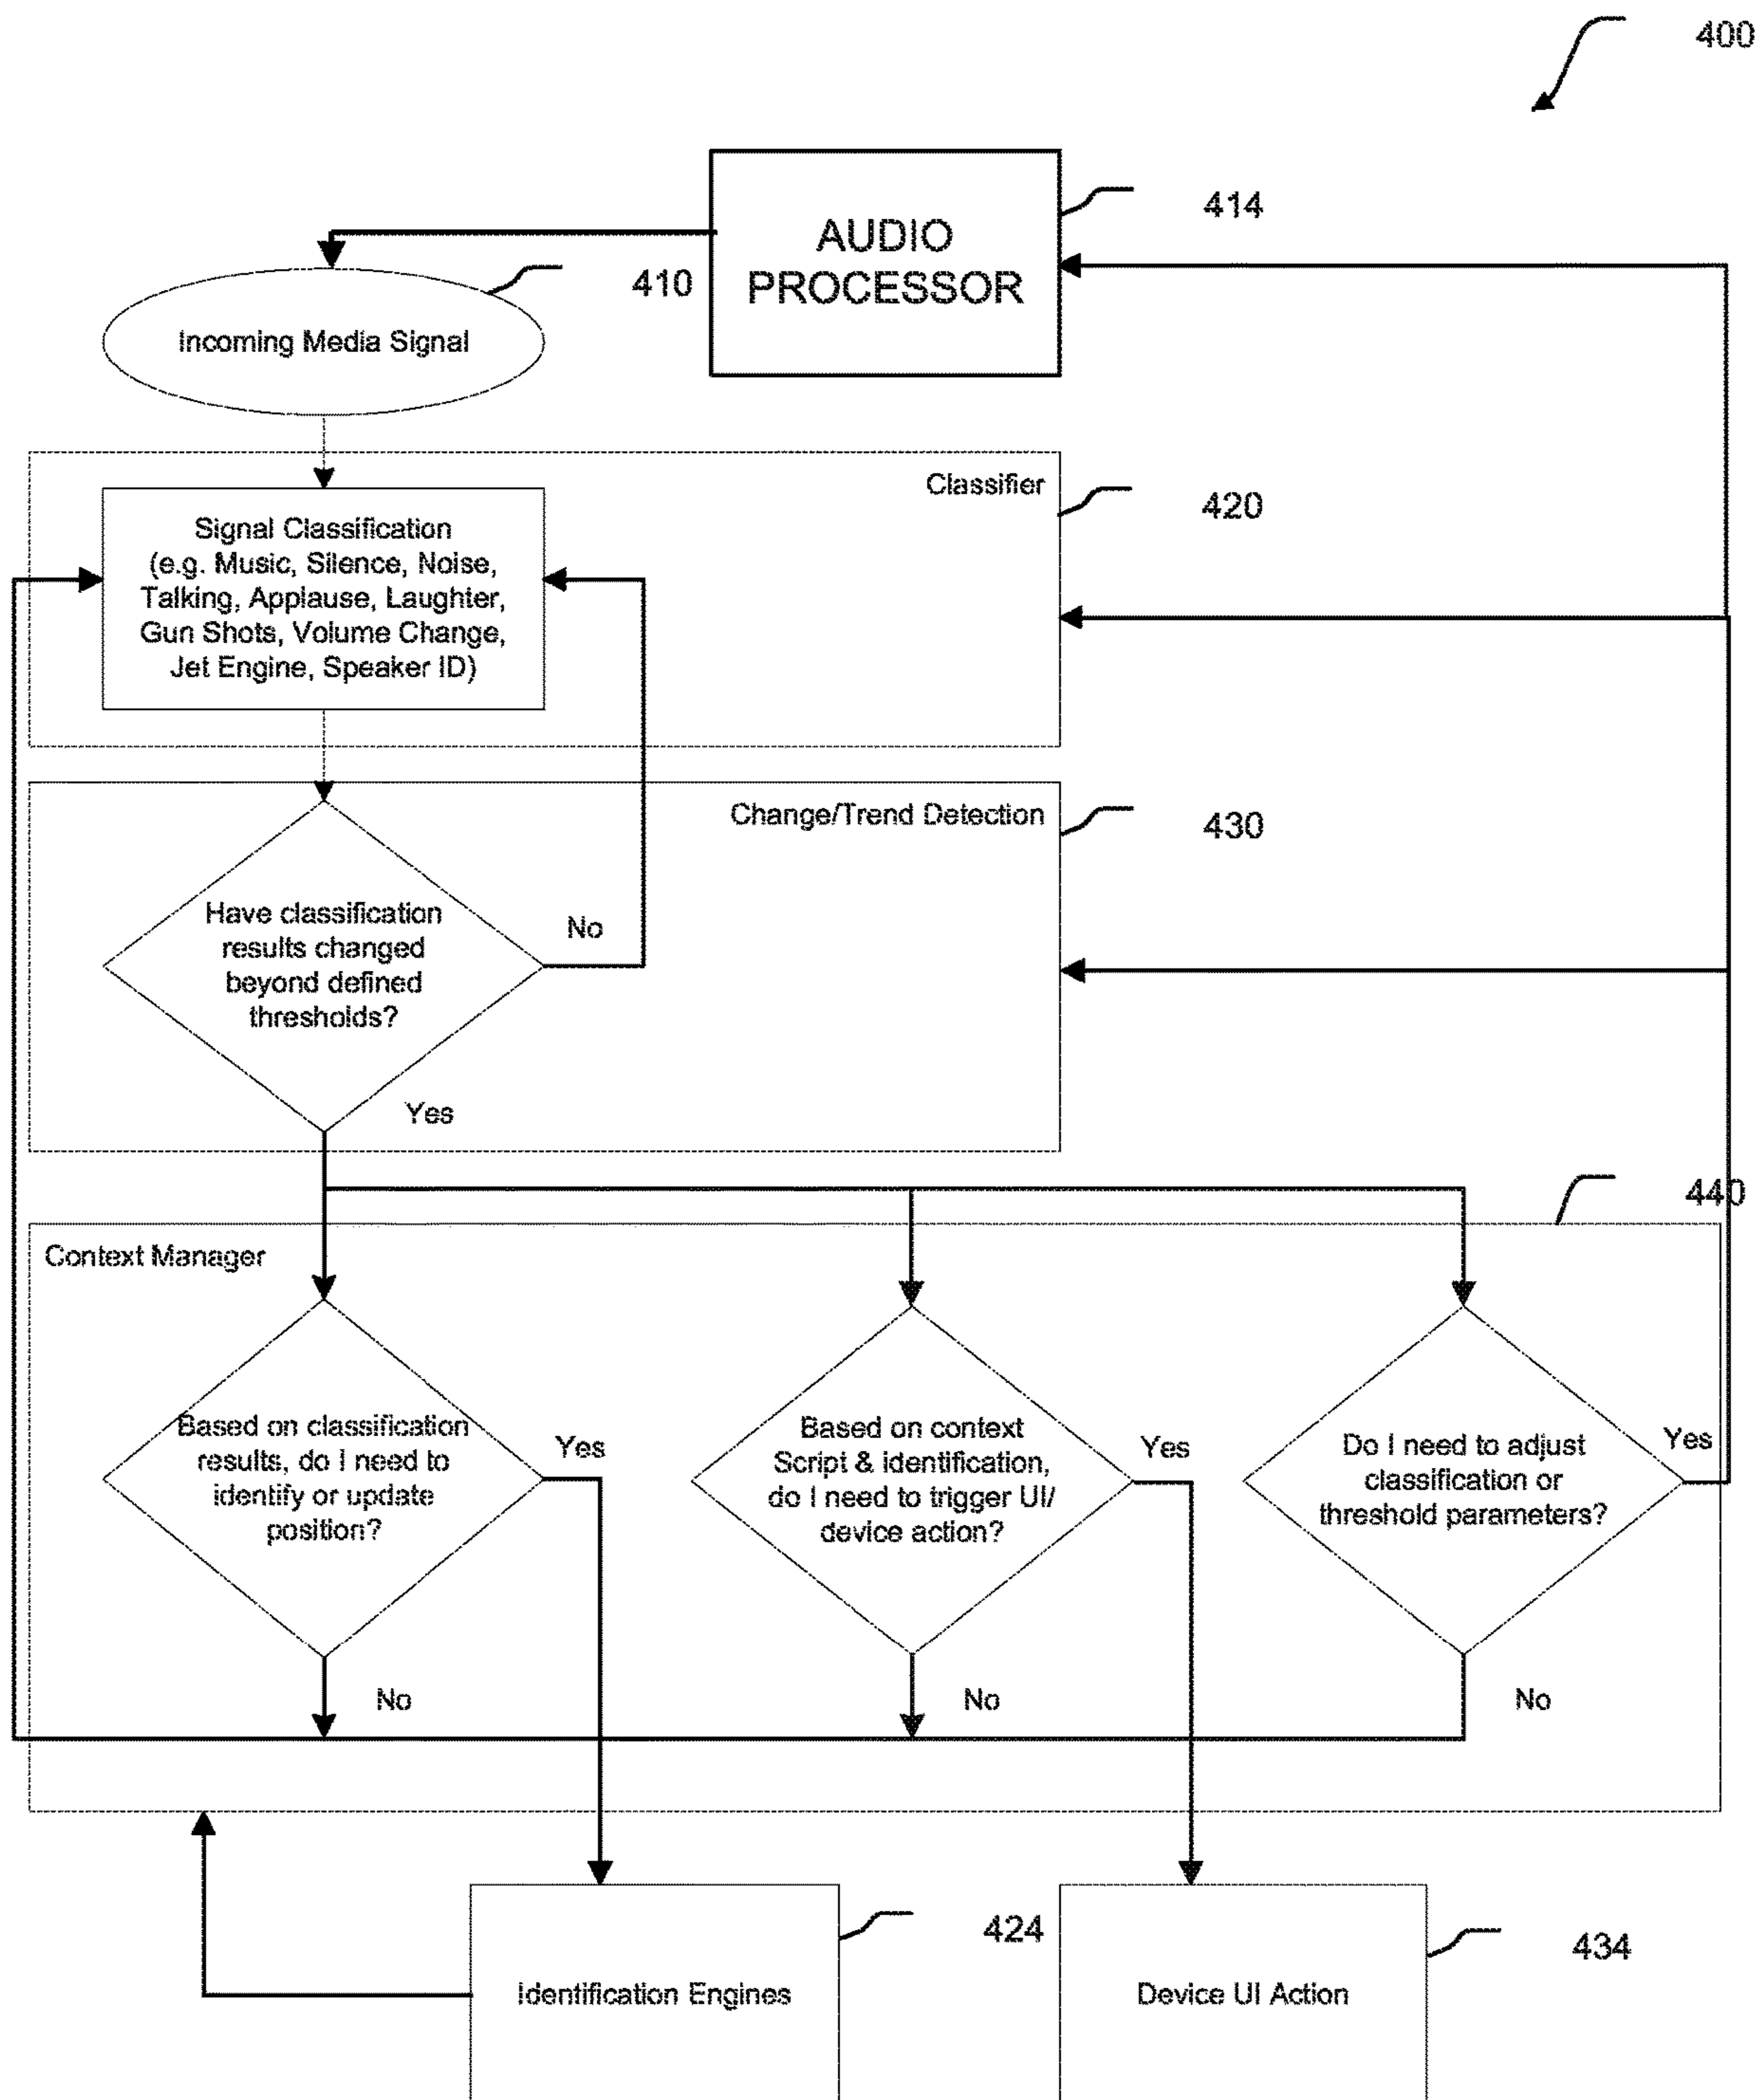 400
AUDIO
PROCESSOR
414
Incoming Media Signal
410
Classifier
420
Signal Classification
(e.g. Music, Silence, Noise,
Talking, Applause, Laughter,
Gun Shots, Volume Change,
Jet Engine, Speaker ID)
Change/Trend Detection
430
Have classification
results changed
beyond defined
thresholds?
No
Yes
440
Context Manager
Based on classification
results, do I need to
identify or update
position?
Yes
No
Based on context
Script & identification,
do I need to trigger UI/
device action?
Yes
No
Do I need to adjust
classification or
threshold parameters?
Yes
No
Identification Engines
424
Device UI Action
434